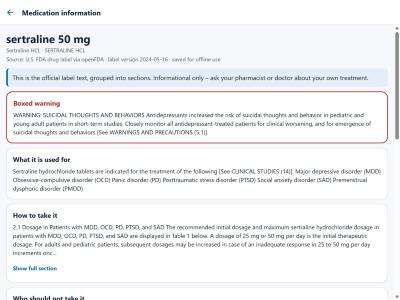 Medication information
sertraline 50 mg
Sertraline HCL · SERTRALINE HCL
Source: U.S. FDA drug label via openFDA · label version 2024-05-16 · saved for offline use
This is the official label text, grouped into sections. Informational only – ask your pharmacist or doctor about your own treatment.
Boxed warning
WARNING: SUICIDAL THOUGHTS AND BEHAVIORS Antidepressants increased the risk of suicidal thoughts and behavior in pediatric and
young adult patients in short-term studies. Closely monitor all antidepressant-treated patients for clinical worsening, and for emergence of
suicidal thoughts and behaviors [See WARNINGS AND PRECAUTIONS (5.1)].
What it is used for
Sertraline hydrochloride tablets are indicated for the treatment of the following [See CLINICAL STUDIES (14)]: Major depressive disorder (MDD)
Obsessive-compulsive disorder (OCD) Panic disorder (PD) Posttraumatic stress disorder (PTSD) Social anxiety disorder (SAD) Premenstrual
dysphoric disorder (PMDD)
How to take it
2.1 Dosage in Patients with MDD, OCD, PD, PTSD, and SAD The recommended initial dosage and maximum sertraline hydrochloride dosage in
patients with MDD, OCD, PD, PTSD, and SAD are displayed in Table 1 below. A dosage of 25 mg or 50 mg per day is the initial therapeutic
dosage. For adults and pediatric patients, subsequent dosages may be increased in case of an inadequate response in 25 to 50 mg per day
increments onc...
Show full section
Who should not take it